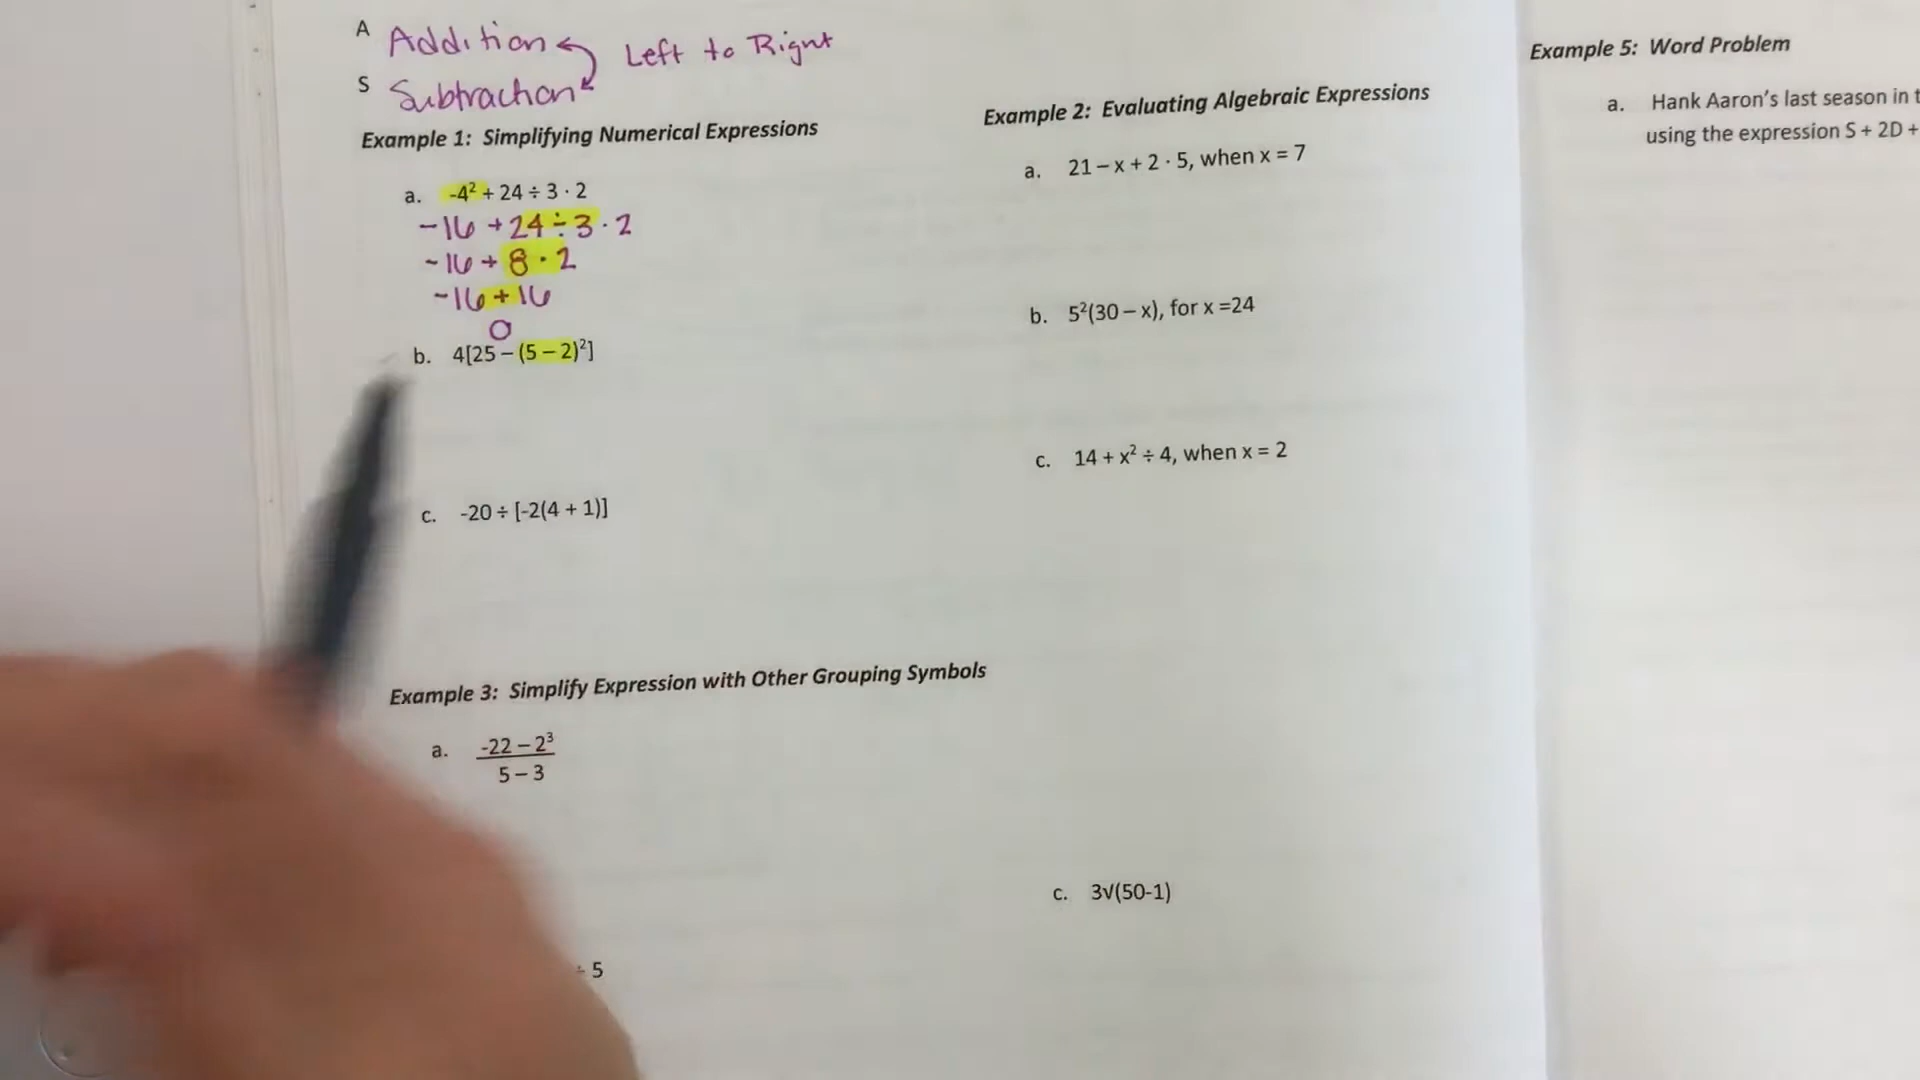 A Addition Left to Right
S Subtraction
Example 1: Simplifying Numerical Expressions
a. -4² + 24 ÷ 3 · 2
-16 + 24 ÷ 3 · 2
-16 + 8 · 2
-16 + 16
0
b. 4[25 – (5 – 2)²]
c. -20 ÷ [-2(4 + 1)]
Example 2: Evaluating Algebraic Expressions
a. 21 – x + 2 · 5, when x = 7
b. 5²(30 – x), for x =24
c. 14 + x² ÷ 4, when x = 2
Example 3: Simplify Expression with Other Grouping Symbols
a. -22 – 2³
5 – 3
÷ 5
c. 3√(50-1)
Example 5: Word Problem
a. Hank Aaron's last season in
using the expression S + 2D +